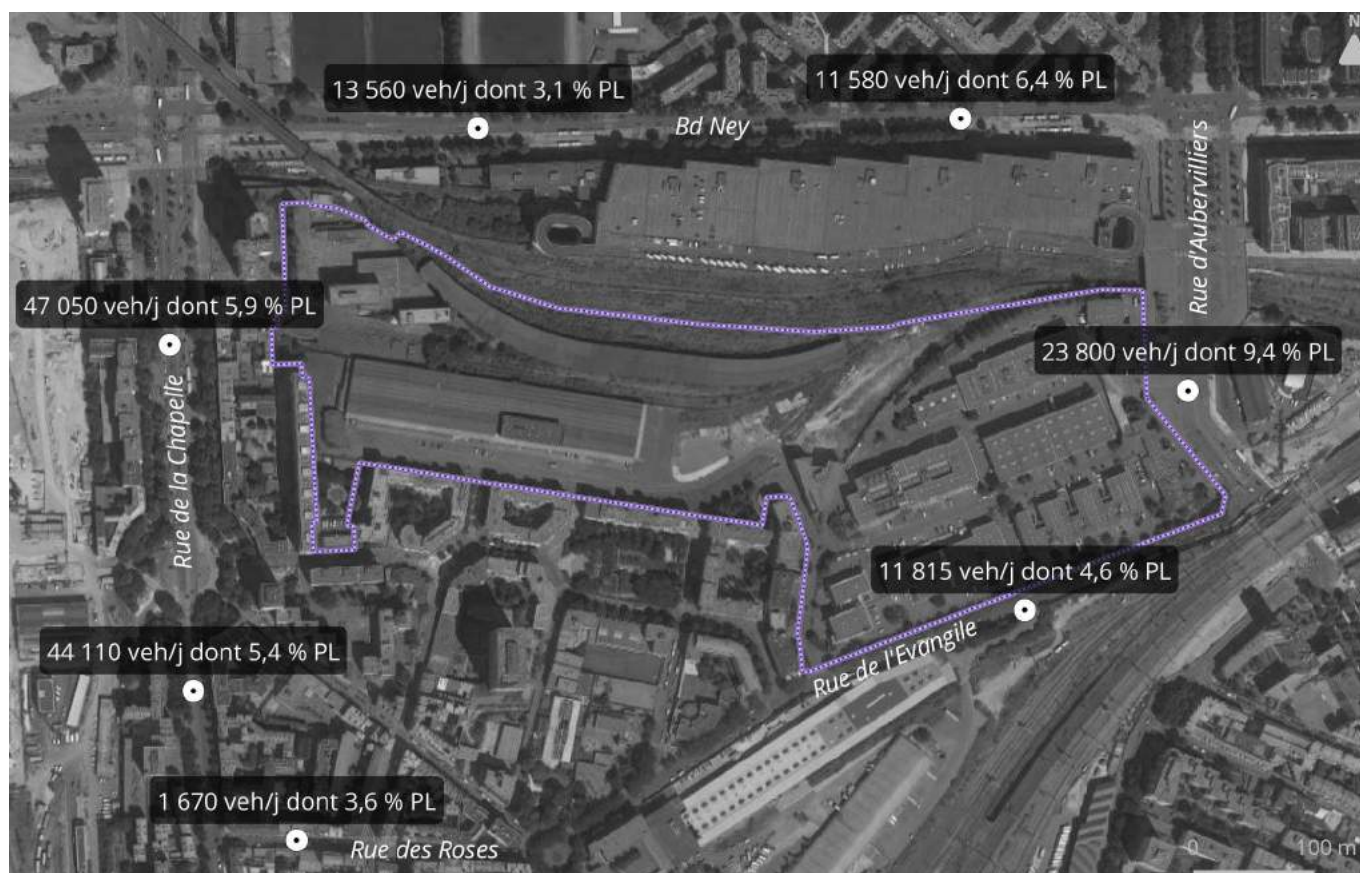 N
13 560 veh/j dont 3,1 % PL
11 580 veh/j dont 6,4 % PL
Bd Ney
Rue d'Aubervilliers
47 050 veh/j dont 5,9 % PL
23 800 veh/j dont 9,4 % PL
Rue de la Chapelle
11 815 veh/j dont 4,6 % PL
Rue de l'Evangile
44 110 veh/j dont 5,4 % PL
1 670 veh/j dont 3,6 % PL
Rue des Roses
0 100 m